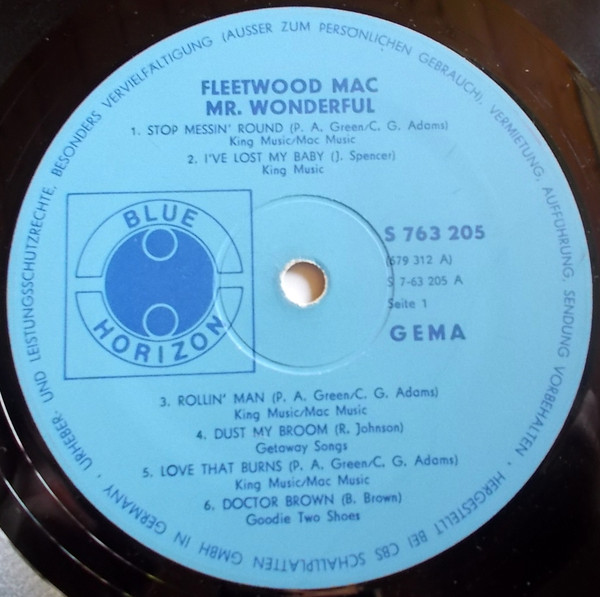 URHEBER- UND LEISTUNGSSCHUTZRECHTE, BESONDERS VERVIELFÄLTIGUNG (AUSSER ZUM PERSÖNLICHEN GEBRAUCH), VERMIETUNG, AUFFÜHRUNG, SENDUNG VORBEHALTEN · HERGESTELLT BEI CBS SCHALLPLATTEN GMBH IN GERMANY ·
FLEETWOOD MAC
MR. WONDERFUL
1. STOP MESSIN' ROUND (P. A. Green/C. G. Adams)
King Music/Mac Music
2. I'VE LOST MY BABY (J. Spencer)
King Music
BLUE
HORIZON
S 763 205
(679 312 A)
S 7-63 205 A
Seite 1
GEMA
3. ROLLIN' MAN (P. A. Green/C. G. Adams)
King Music/Mac Music
4. DUST MY BROOM (R. Johnson)
Getaway Songs
5. LOVE THAT BURNS (P. A. Green/C. G. Adams)
King Music/Mac Music
6. DOCTOR BROWN (B. Brown)
Goodie Two Shoes